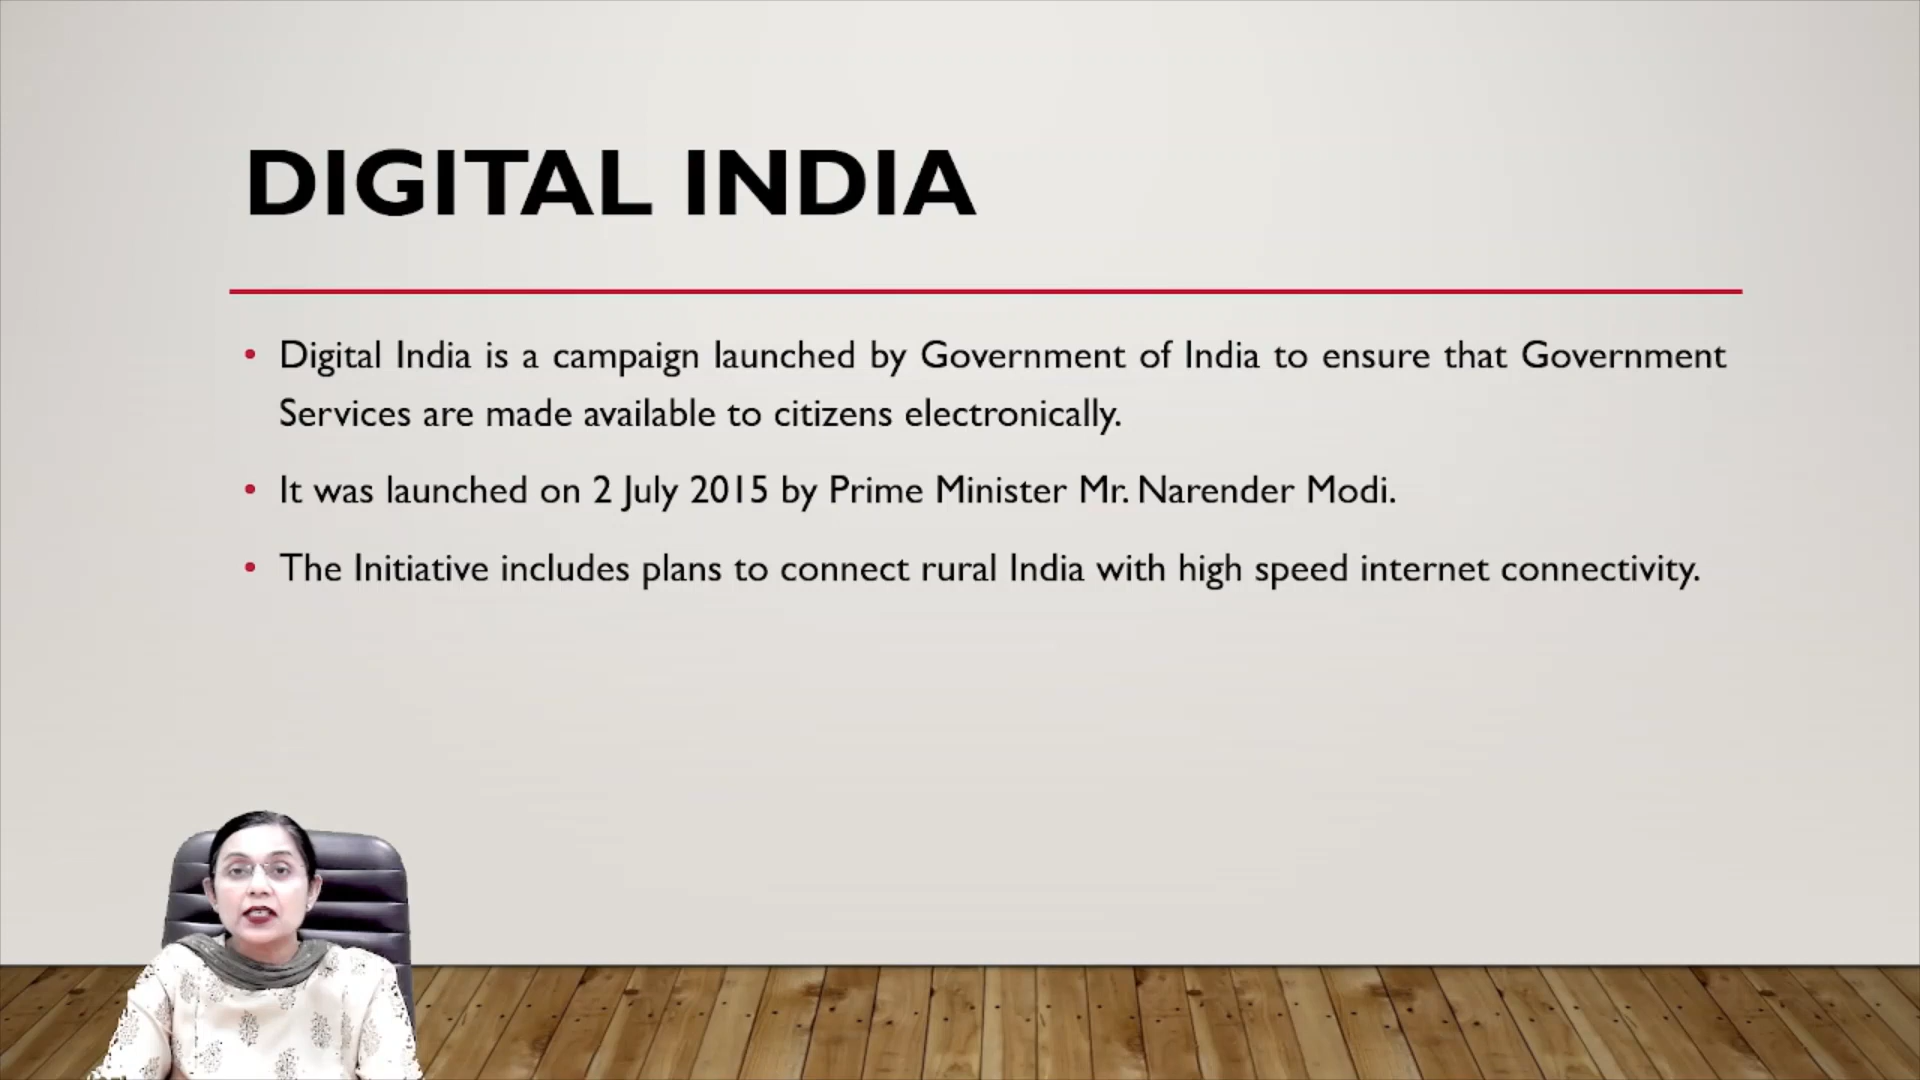 DIGITAL INDIA
• Digital India is a campaign launched by Government of India to ensure that Government
Services are made available to citizens electronically.
• It was launched on 2 July 2015 by Prime Minister Mr. Narender Modi.
• The Initiative includes plans to connect rural India with high speed internet connectivity.